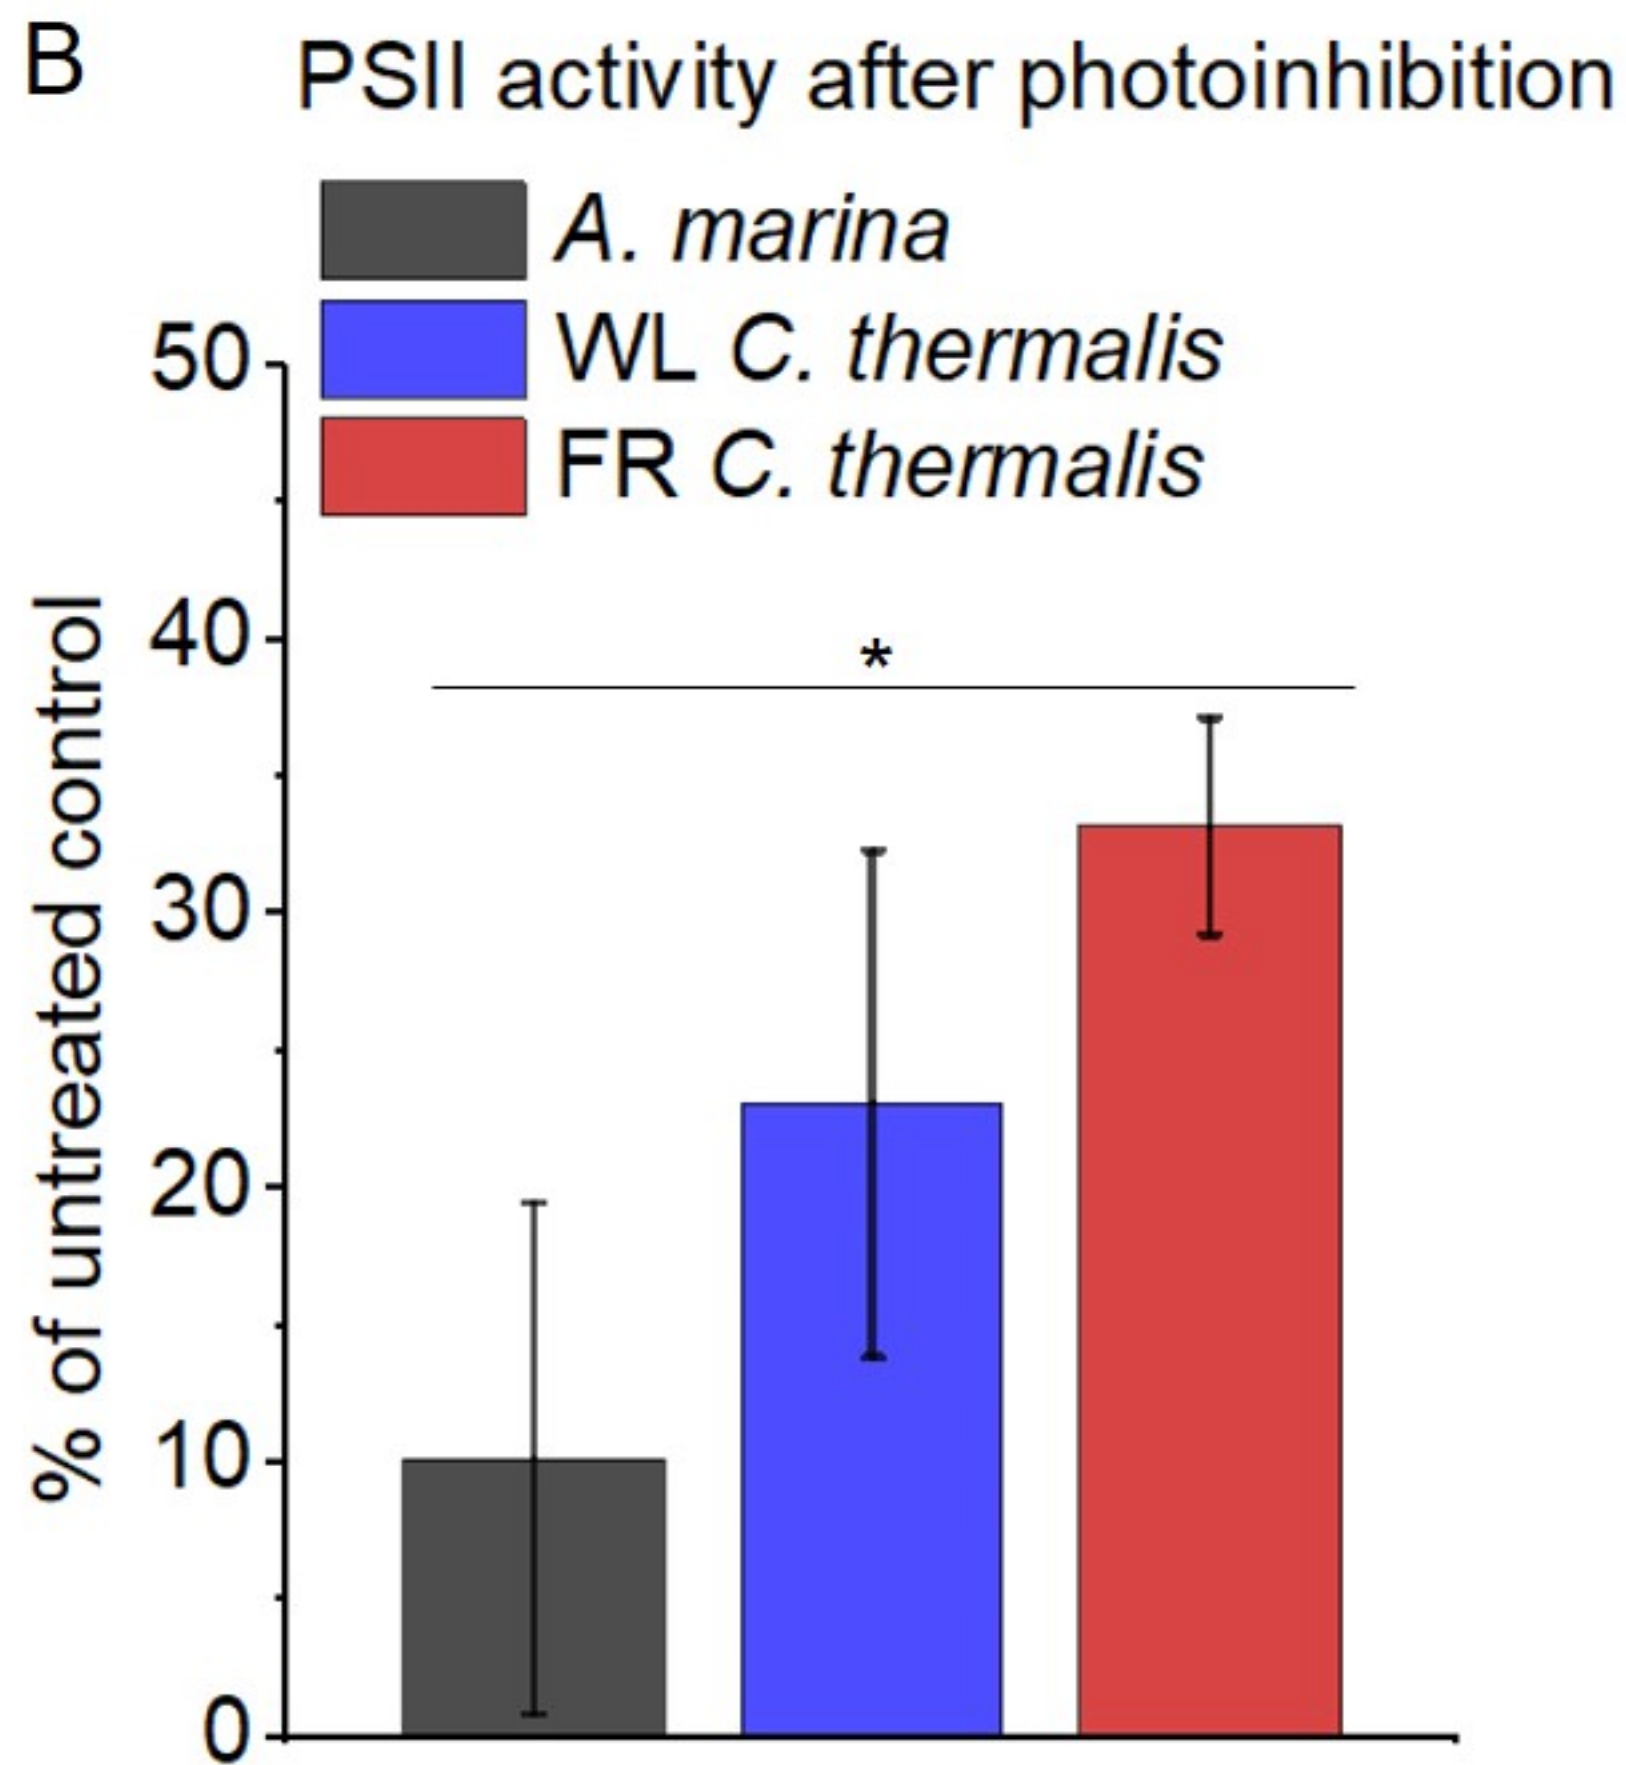 B
PSII activity after photoinhibition
A. marina
WL C. thermalis
FR C. thermalis
% of untreated control
50
40
30
20
10
0
*